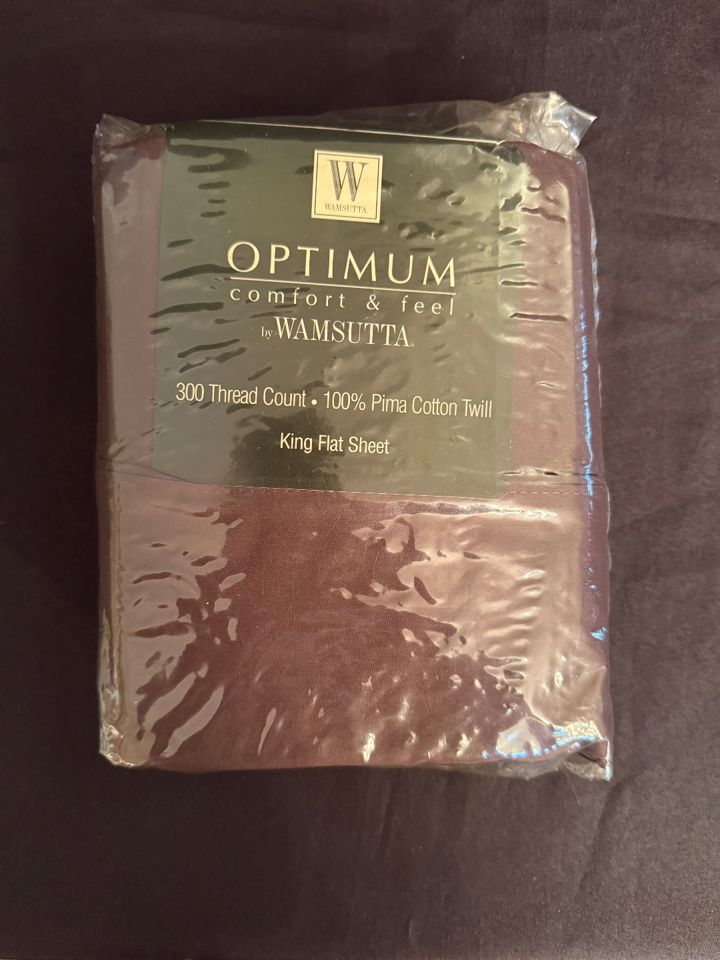 W
WAMSUTTA
OPTIMUM
comfort & feel
by WAMSUTTA®
300 Thread Count • 100% Pima Cotton Twill
King Flat Sheet